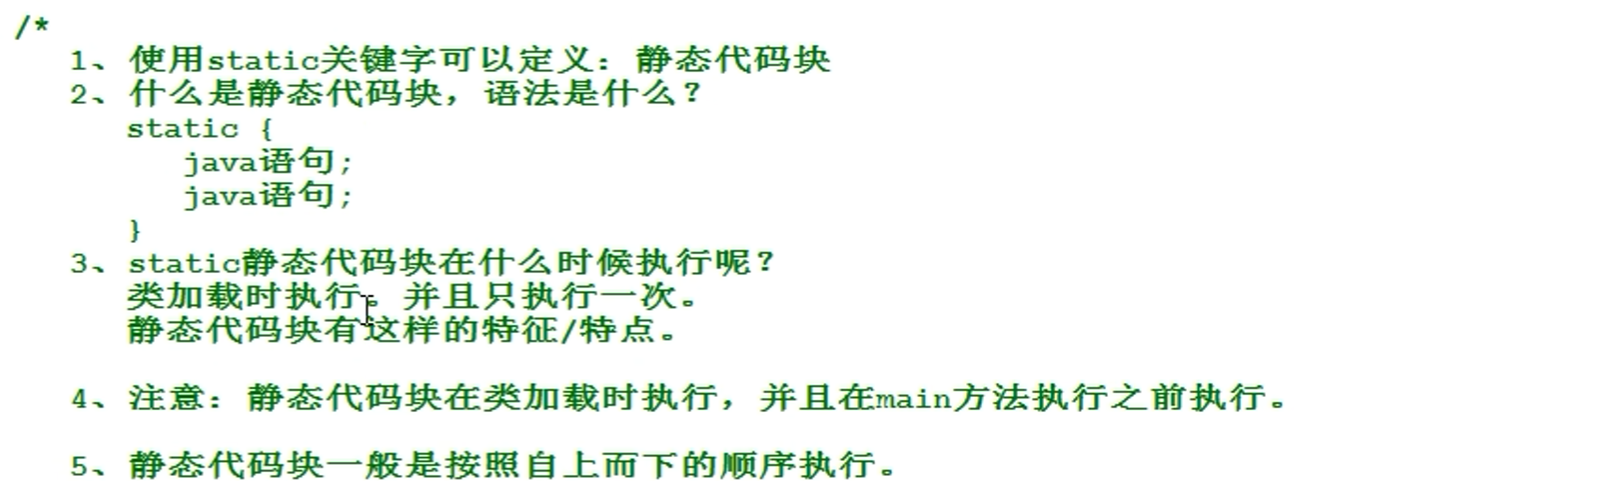 /*
1、使用static关键字可以定义：静态代码块
2、什么是静态代码块，语法是什么？
static {
java语句;
java语句;
}
3、static静态代码块在什么时候执行呢？
类加载时执行。并且只执行一次。
静态代码块有这样的特征/特点。
4、注意：静态代码块在类加载时执行，并且在main方法执行之前执行。
5、静态代码块一般是按照自上而下的顺序执行。